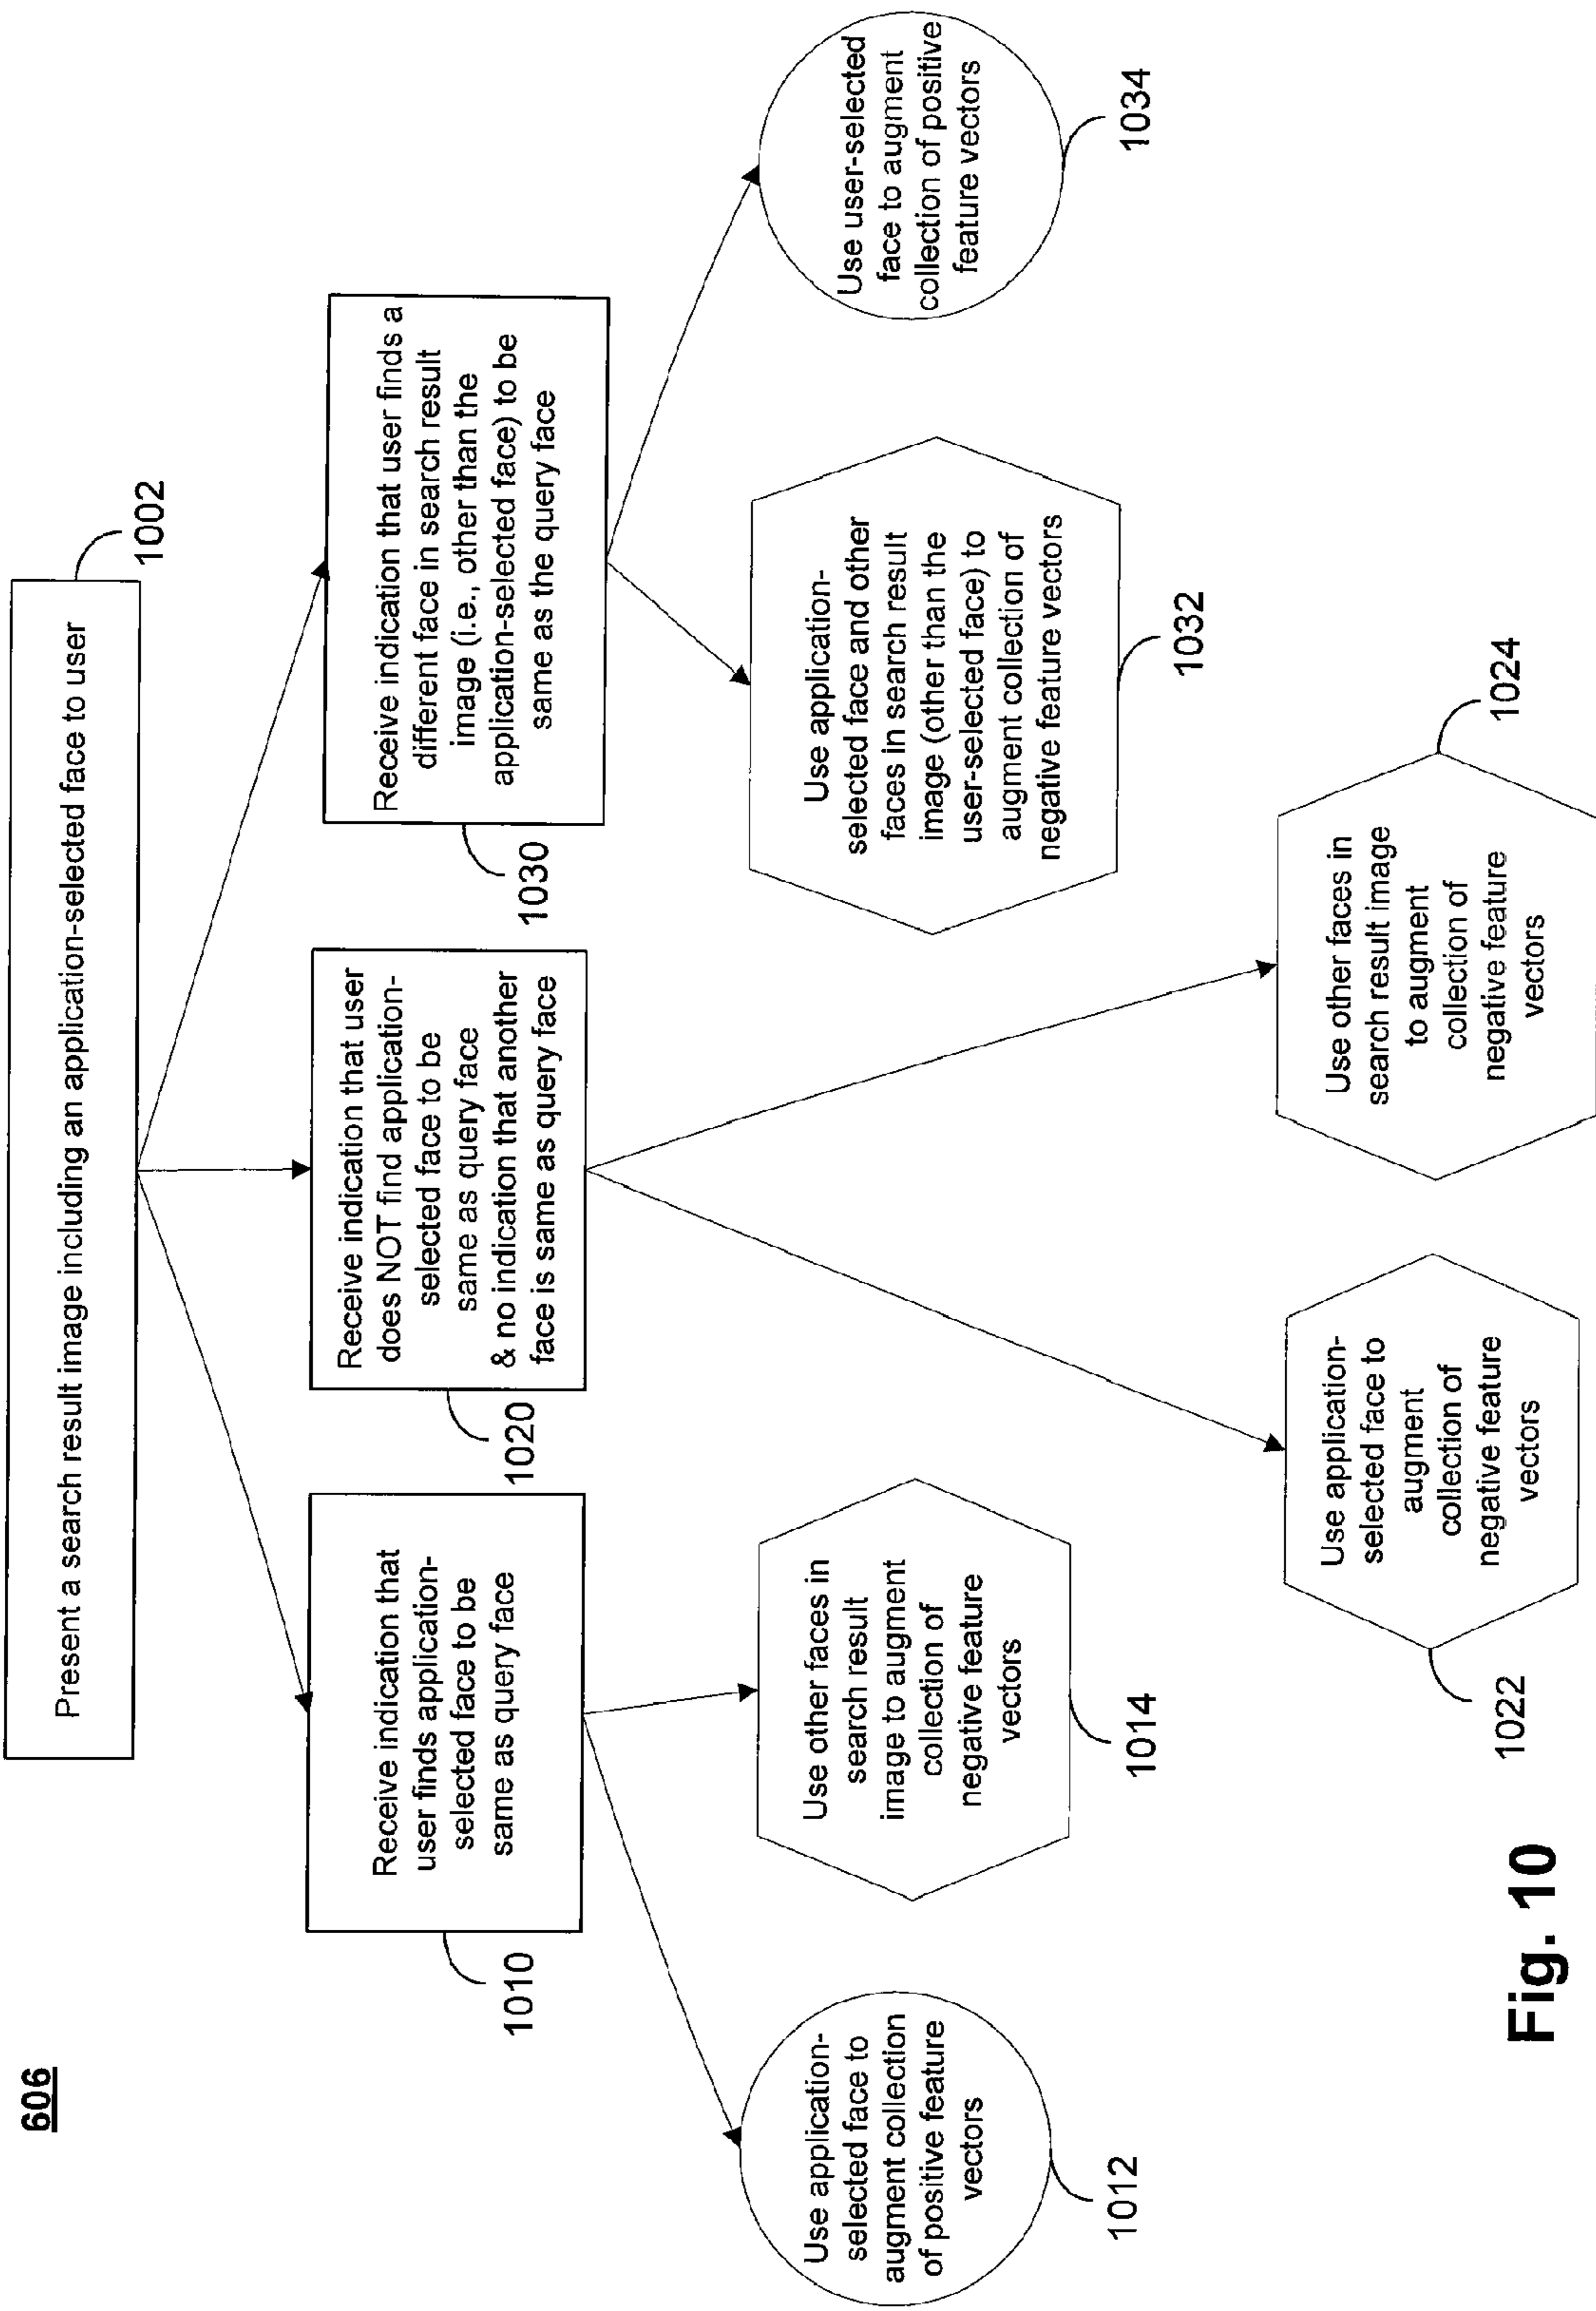 606
Present a search result image including an application-selected face to user
1002
Receive indication that
user finds application-
selected face to be
same as query face
1010
Receive indication that user
does NOT find application-
selected face to be
same as query face
& no indication that another
face is same as query face
1020
Receive indication that user finds a
different face in search result
image (i.e., other than the
application-selected face) to be
same as the query face
1030
Use application-
selected face to
augment collection
of positive feature
vectors
1012
Use other faces in
search result
image to augment
collection of
negative feature
vectors
1014
Use application-
selected face and other
faces in search result
image (other than the
user-selected face) to
augment collection of
negative feature vectors
1032
Use user-selected
face to augment
collection of positive
feature vectors
1034
Use application-
selected face to
augment
collection of
negative feature
vectors
1022
Use other faces in
search result image
to augment
collection of
negative feature
vectors
1024
Fig. 10